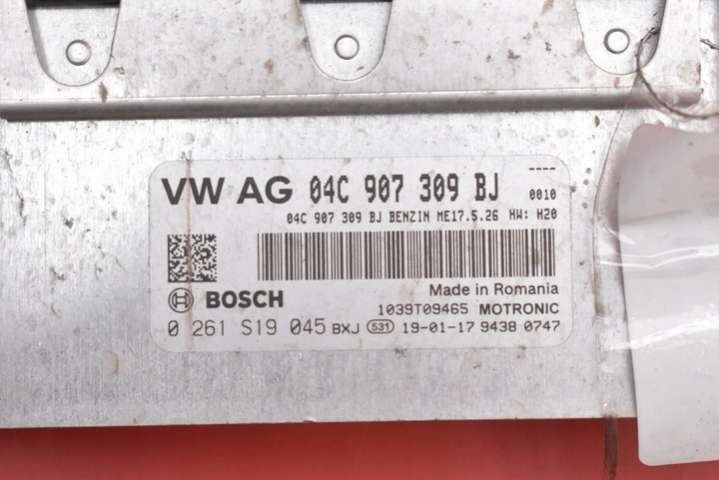 ----
VW AG 04C 907 309 BJ 0010
04C 907 309 BJ BENZIN ME17.5.26 HW: H20
Made in Romania
BOSCH 1039T09465 MOTRONIC
0 261 S19 045 BXJ 531 19-01-17 9438 0747